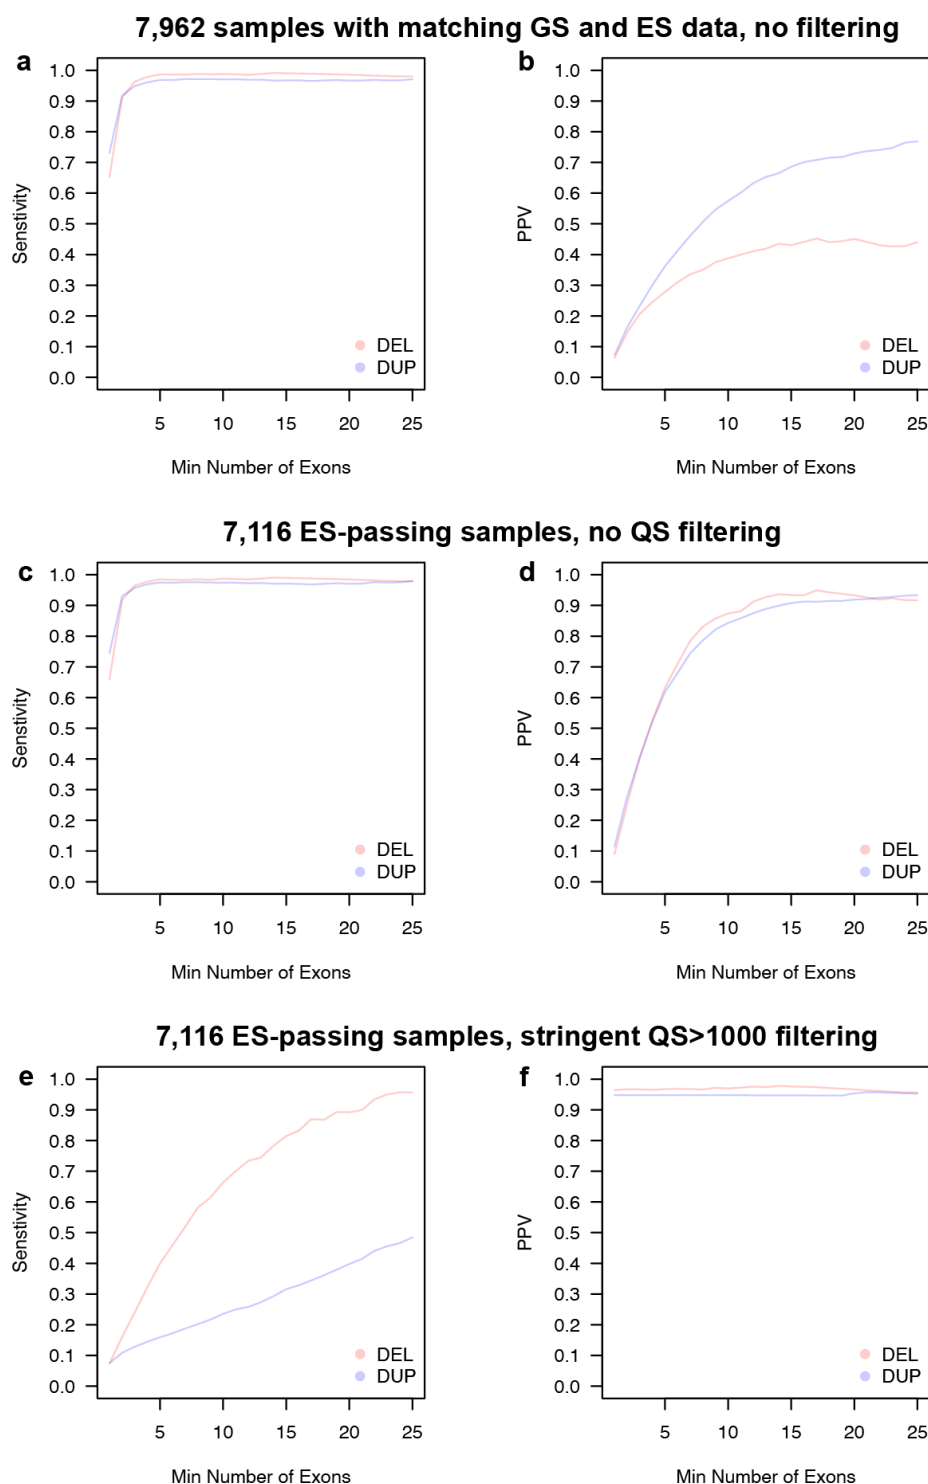 7,962 samples with matching GS and ES data, no filtering
a
1.0
0.9
0.8
0.7
0.6
0.5
0.4
0.3
0.2
0.1
0.0
Senstivity
DEL
DUP
5 10 15 20 25
Min Number of Exons
b
1.0
0.9
0.8
0.7
0.6
0.5
0.4
0.3
0.2
0.1
0.0
PPV
DEL
DUP
5 10 15 20 25
Min Number of Exons
7,116 ES-passing samples, no QS filtering
c
1.0
0.9
0.8
0.7
0.6
0.5
0.4
0.3
0.2
0.1
0.0
Senstivity
DEL
DUP
5 10 15 20 25
Min Number of Exons
d
1.0
0.9
0.8
0.7
0.6
0.5
0.4
0.3
0.2
0.1
0.0
PPV
DEL
DUP
5 10 15 20 25
Min Number of Exons
7,116 ES-passing samples, stringent QS>1000 filtering
e
1.0
0.9
0.8
0.7
0.6
0.5
0.4
0.3
0.2
0.1
0.0
Senstivity
DEL
DUP
5 10 15 20 25
Min Number of Exons
f
1.0
0.9
0.8
0.7
0.6
0.5
0.4
0.3
0.2
0.1
0.0
PPV
DEL
DUP
5 10 15 20 25
Min Number of Exons